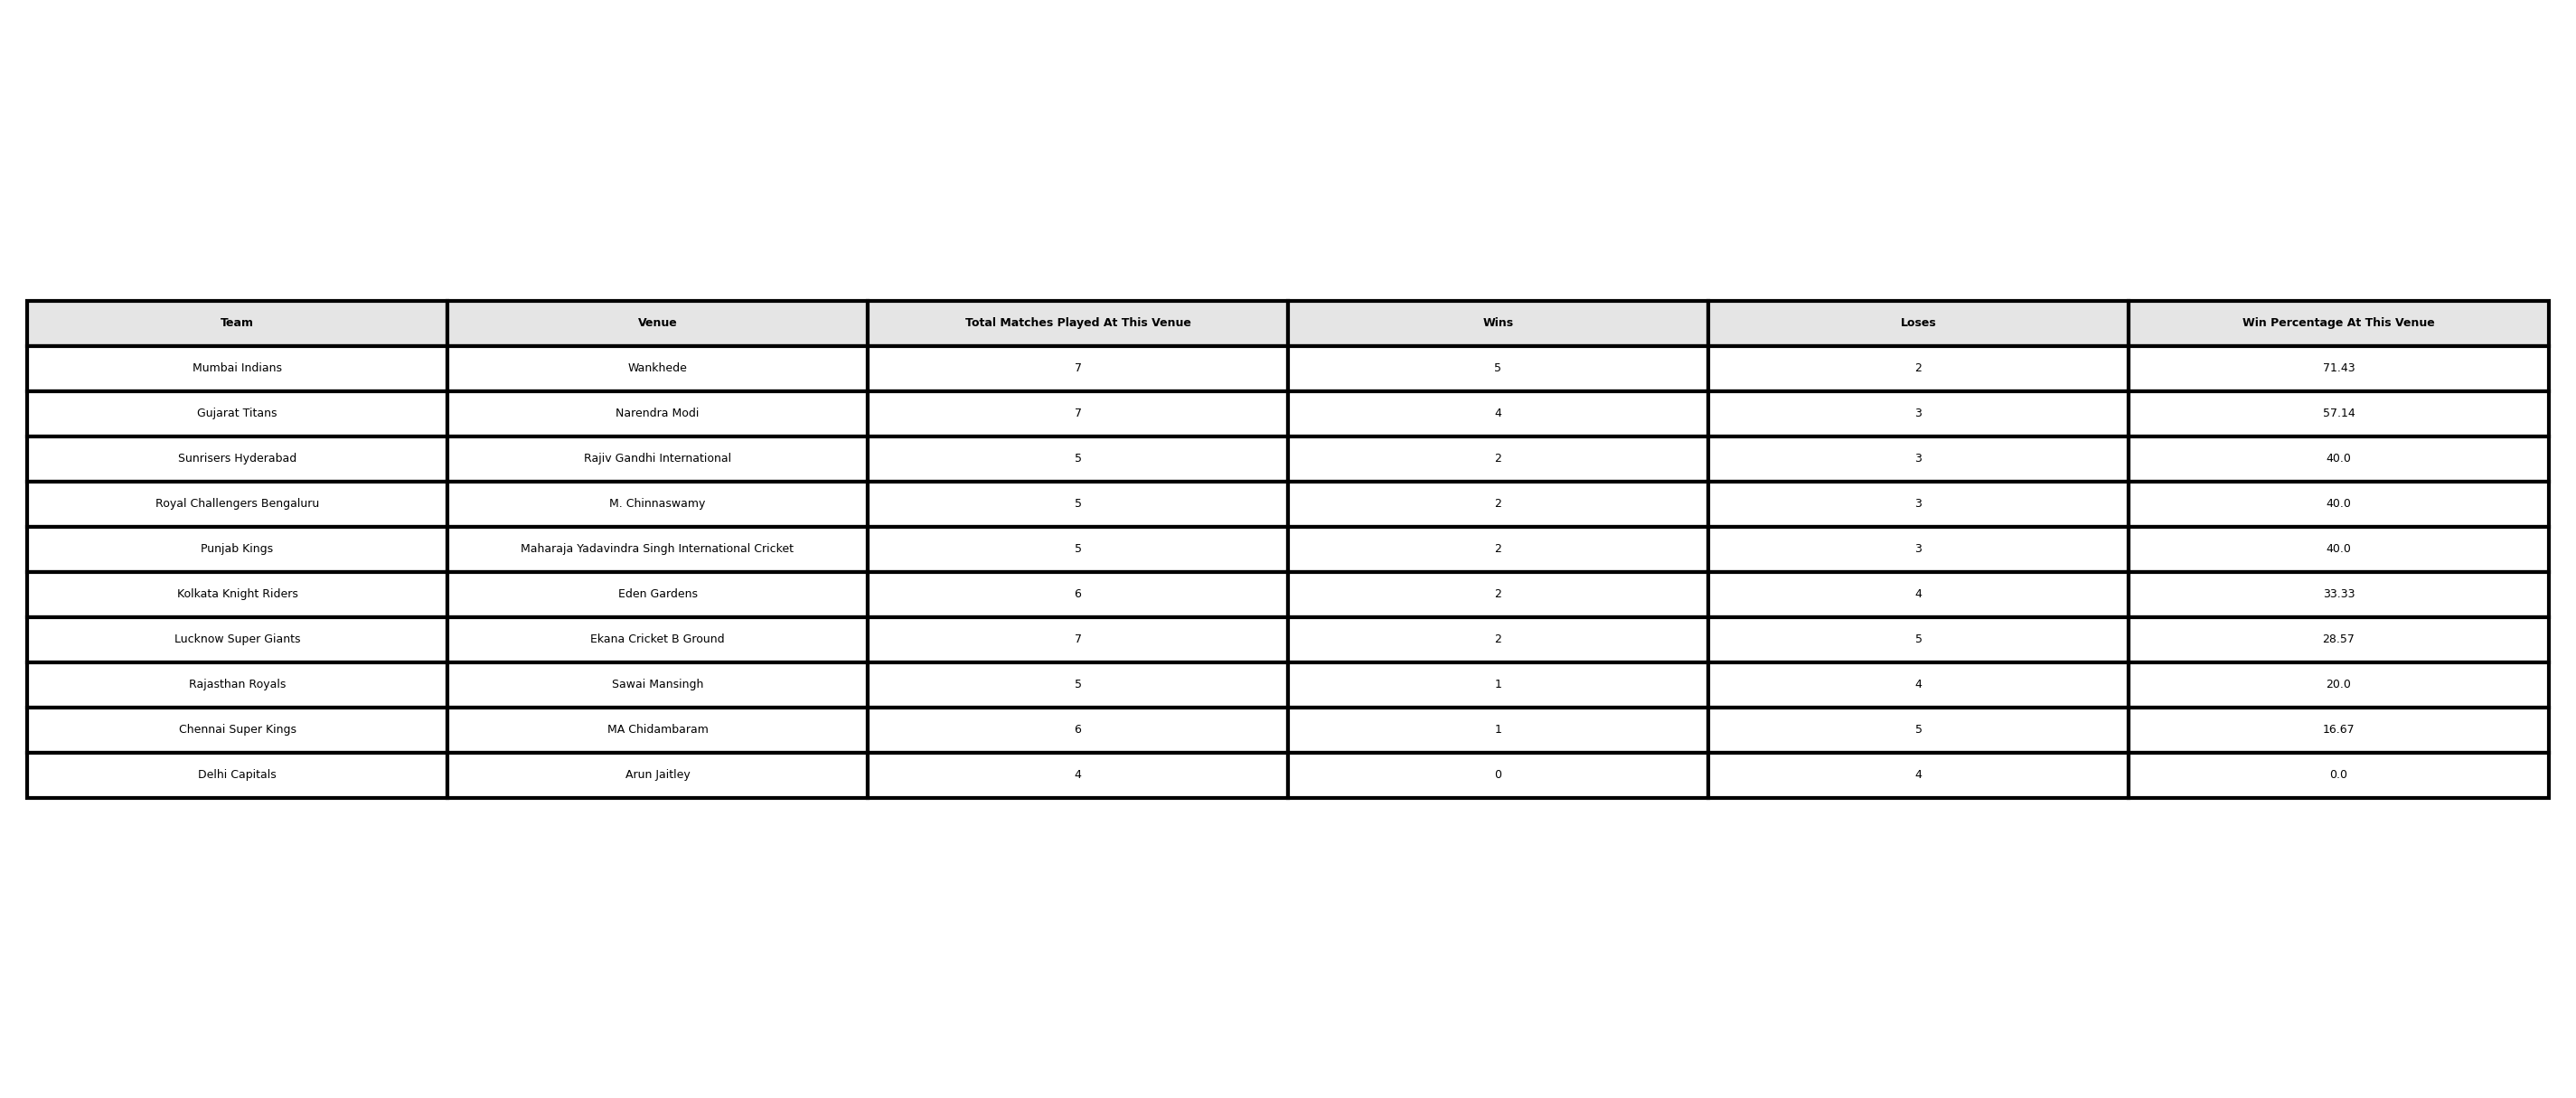 Team Venue Total Matches Played At This Venue Wins Loses Win Percentage At This Venue
Mumbai Indians Wankhede 7 5 2 71.43
Gujarat Titans Narendra Modi 7 4 3 57.14
Sunrisers Hyderabad Rajiv Gandhi International 5 2 3 40.0
Royal Challengers Bengaluru M. Chinnaswamy 5 2 3 40.0
Punjab Kings Maharaja Yadavindra Singh International Cricket 5 2 3 40.0
Kolkata Knight Riders Eden Gardens 6 2 4 33.33
Lucknow Super Giants Ekana Cricket B Ground 7 2 5 28.57
Rajasthan Royals Sawai Mansingh 5 1 4 20.0
Chennai Super Kings MA Chidambaram 6 1 5 16.67
Delhi Capitals Arun Jaitley 4 0 4 0.0